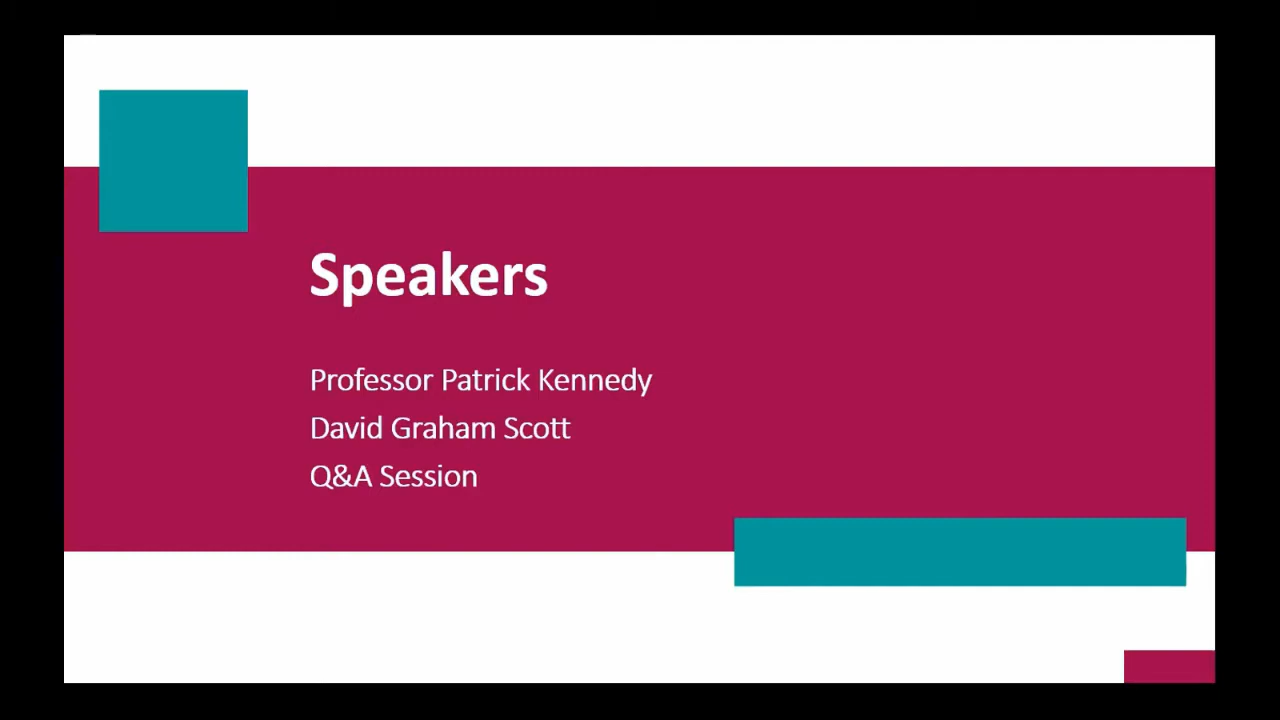 Speakers
Professor Patrick Kennedy
David Graham Scott
Q&A Session